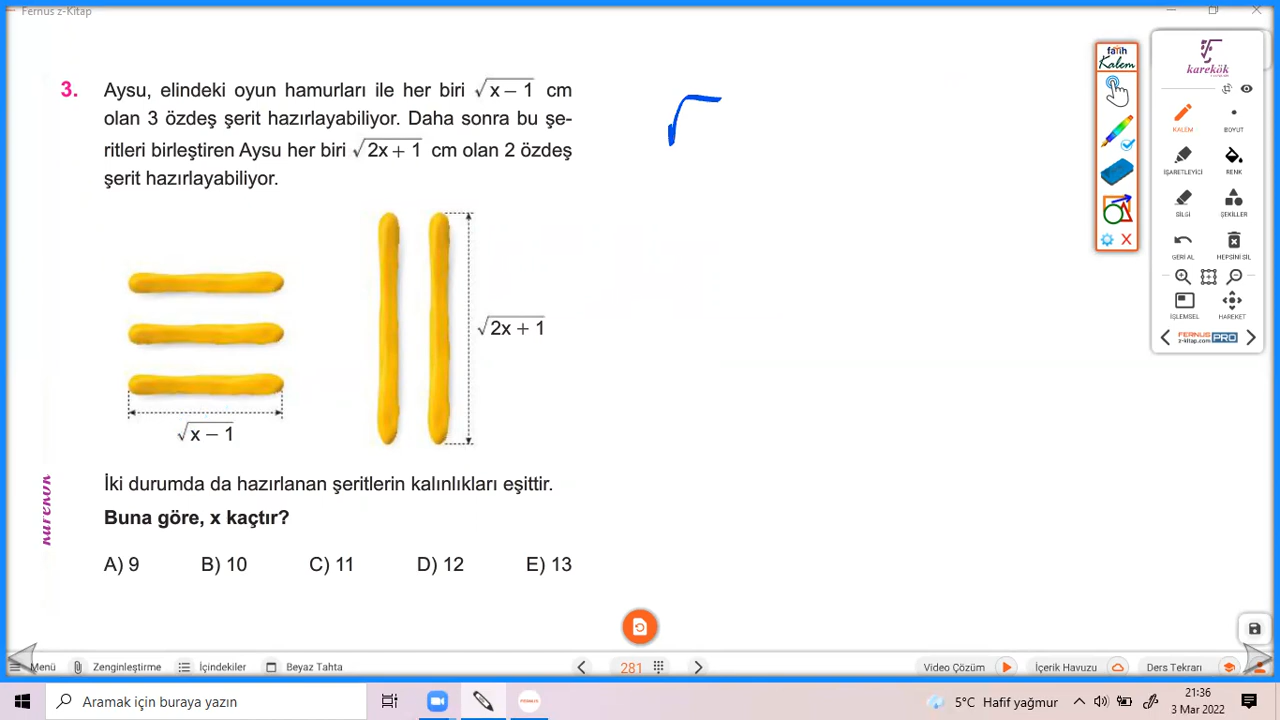 Fernus z-Kitap
3.
Aysu, elindeki oyun hamurları ile her biri √x − 1 cm
olan 3 özdeş şerit hazırlayabiliyor. Daha sonra bu şe-
ritleri birleştiren Aysu her biri √2x + 1 cm olan 2 özdeş
şerit hazırlayabiliyor.
√2x + 1
√x − 1
İki durumda da hazırlanan şeritlerin kalınlıkları eşittir.
Buna göre, x kaçtır?
A) 9 B) 10 C) 11 D) 12 E) 13
karekök
√
fatih
Kalem
karekök
KALEM BOYUT
İŞARETLEYİCİ RENK
SİLGİ ŞEKİLLER
GERİ AL HEPSİNİ SİL
İŞLEMSEL HAREKET
FERNUS
z-kitap.com PRO
Menü Zenginleştirme İçindekiler Beyaz Tahta 281 Video Çözüm İçerik Havuzu Ders Tekrarı
Aramak için buraya yazın
FERNUS
5°C Hafif yağmur
21:36
3 Mar 2022